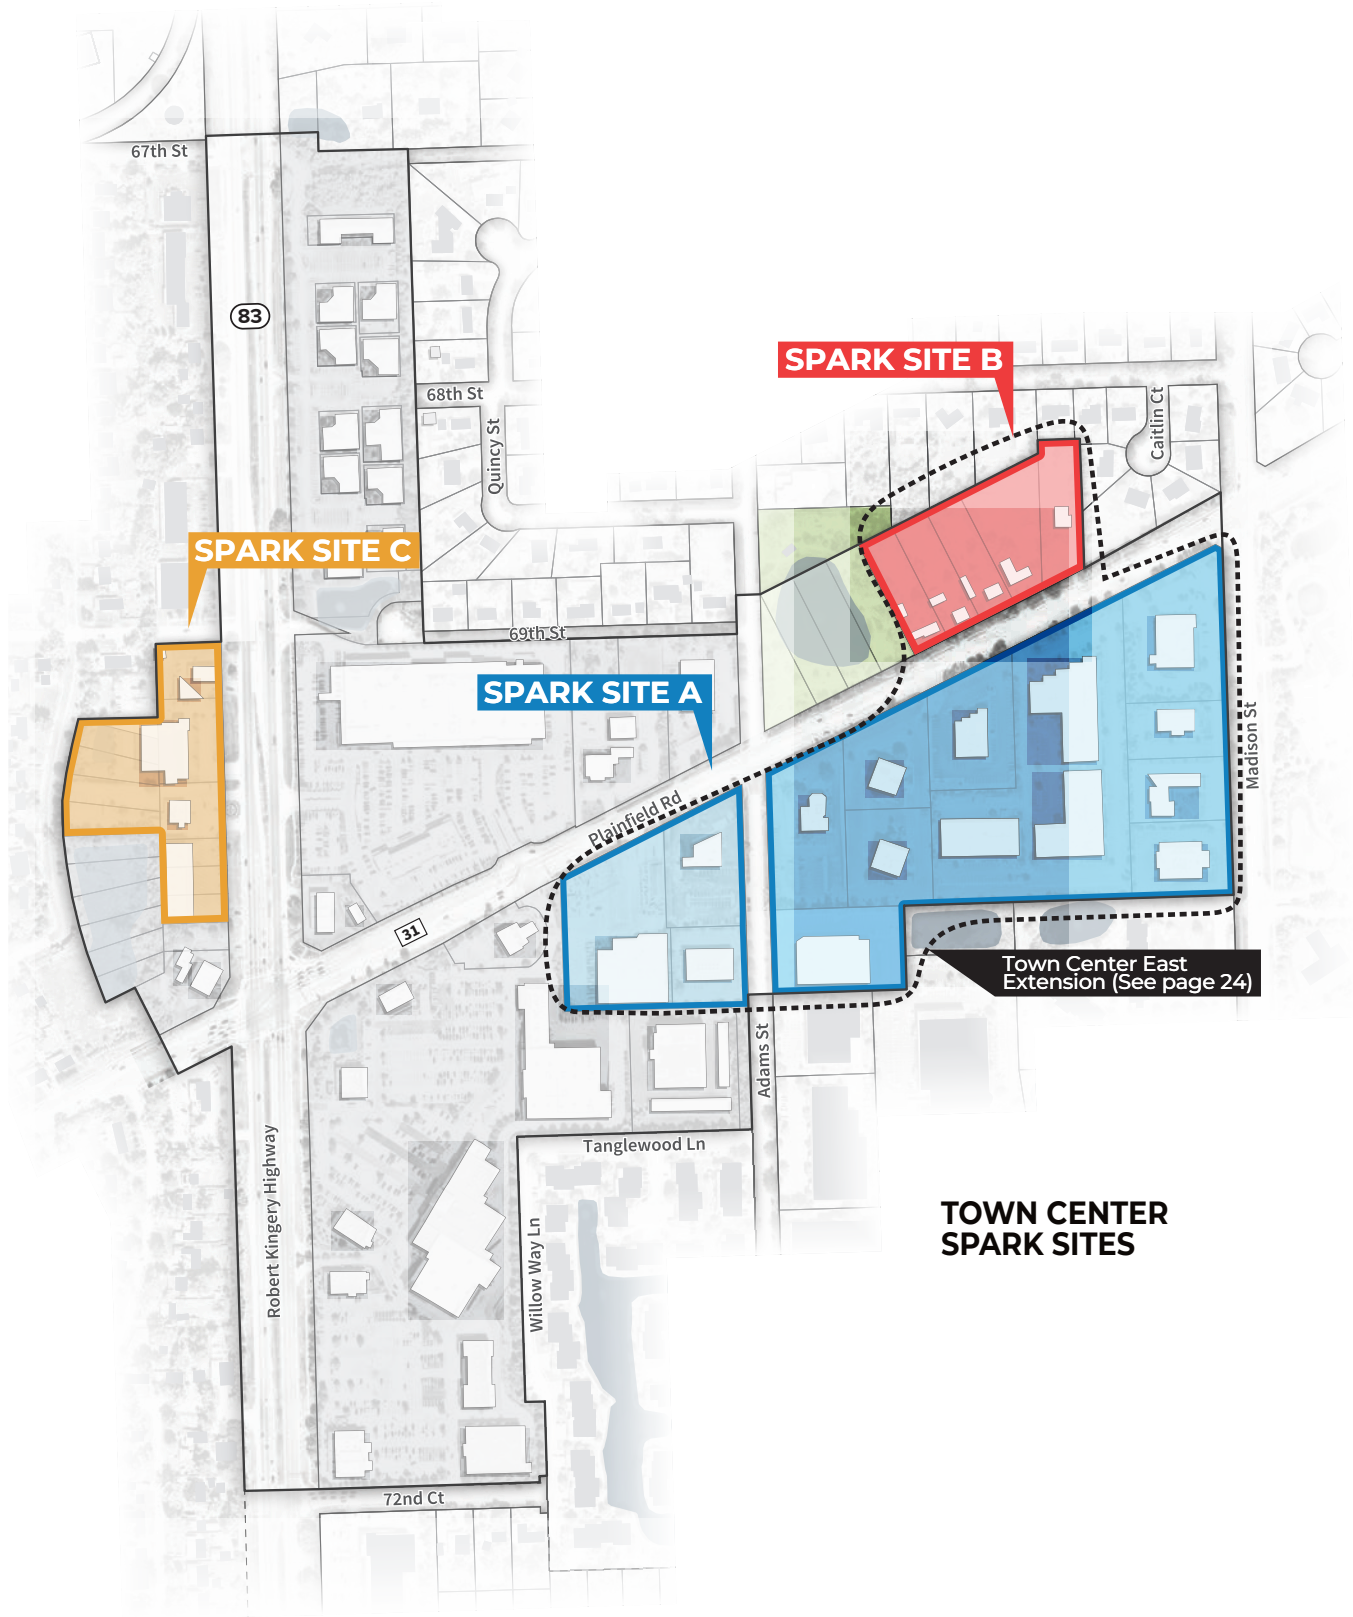 67th St
83
SPARK SITE B
68th St
Caitlin Ct
Quincy St
SPARK SITE C
69th St
SPARK SITE A
Madison St
Plainfield Rd
31
Town Center East
Extension (See page 24)
Adams St
Tanglewood Ln
Robert Kingery Highway
Willow Way Ln
TOWN CENTER
SPARK SITES
72nd Ct